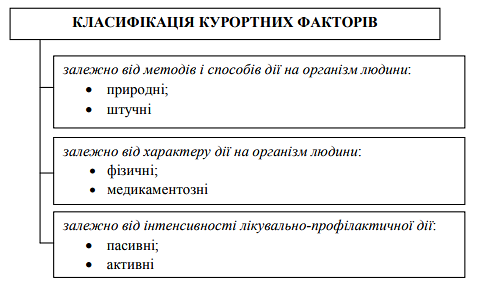 КЛАСИФІКАЦІЯ КУРОРТНИХ ФАКТОРІВ
залежно від методів і способів дії на організм людини:
• природні;
• штучні
залежно від характеру дії на організм людини:
• фізичні;
• медикаментозні
залежно від інтенсивності лікувально-профілактичної дії:
• пасивні;
• активні